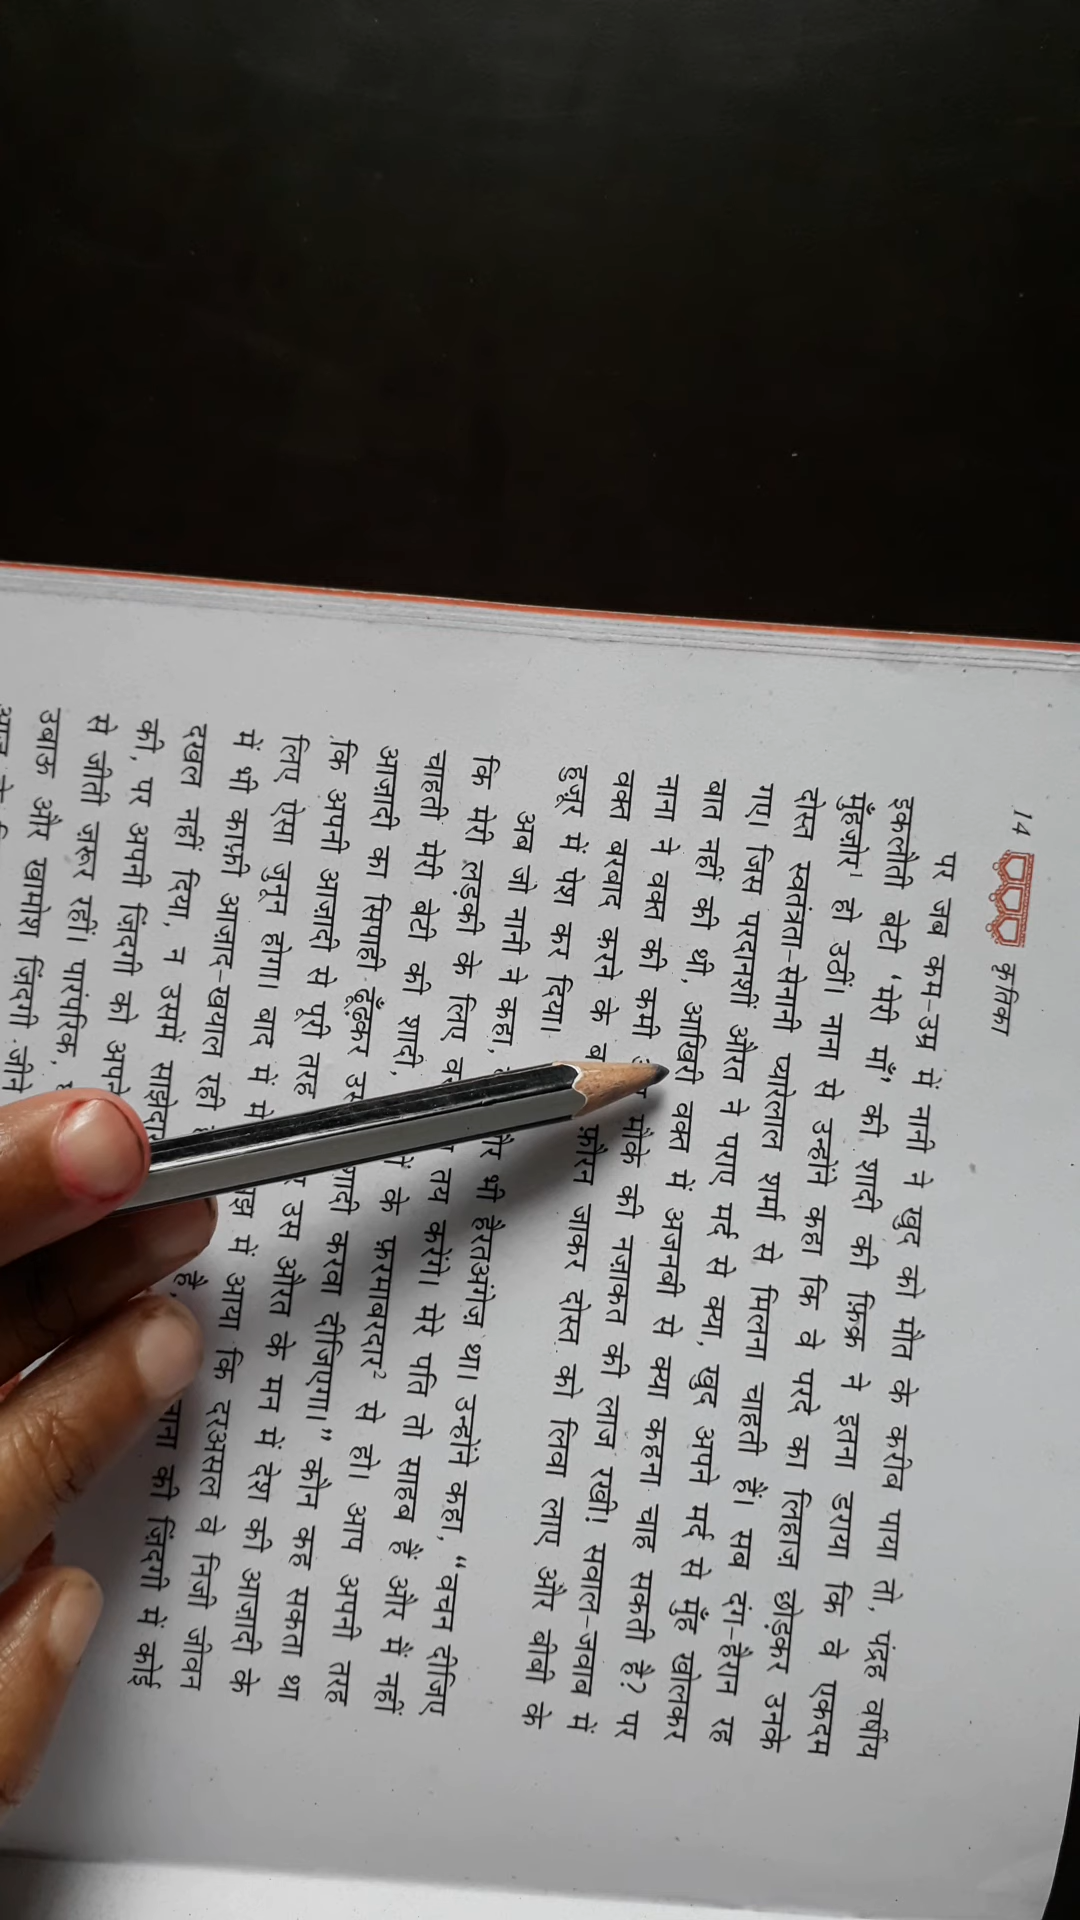 14 कृतिका
पर जब कम-उम्र में नानी ने खुद को मौत के करीब पाया तो, पंद्रह वर्षीय
इकलौती बेटी ‘मेरी माँ’ की शादी की फ़िक्र ने इतना डराया कि वे एकदम
मुँहज़ोर¹ हो उठीं। नाना से उन्होंने कहा कि वे परदे का लिहाज़ छोड़कर उनके
दोस्त स्वतंत्रता-सेनानी प्यारेलाल शर्मा से मिलना चाहती हैं। सब दंग-हैरान रह
गए। जिस परदानशीं औरत ने पराए मर्द से क्या, खुद अपने मर्द से मुँह खोलकर
बात नहीं की थी, आखिरी वक्त में अजनबी से क्या कहना चाह सकती है? पर
नाना ने वक्त की कमी मौके की नज़ाकत की लाज रखी! सवाल-जवाब में
वक्त बरबाद करने के फ़ौरन जाकर दोस्त को लिवा लाए और बीबी के
हुजूर में पेश कर दिया।
अब जो नानी ने कहा, और भी हैरतअंगेज़ था। उन्होंने कहा, “वचन दीजिए
कि मेरी लड़की के लिए तय करेंगे। मेरे पति तो साहब हैं और मैं नहीं
चाहती मेरी बेटी की शादी, के फ़रमाबरदार² से हो। आप अपनी तरह
आज़ादी का सिपाही ढूँढ़कर शादी करवा दीजिएगा।” कौन कह सकता था
कि अपनी आज़ादी से पूरी तरह उस औरत के मन में देश की आज़ादी के
लिए ऐसा जुनून होगा। बाद में में आया कि दरअसल वे निजी जीवन
में भी काफ़ी आज़ाद-ख्याल रही नाना की ज़िंदगी में कोई
दखल नहीं दिया, न उसमें
की, पर अपनी ज़िंदगी को
से जीती ज़रूर रहीं। पारंपरिक,
उबाऊ और खामोश ज़िंदगी जीने